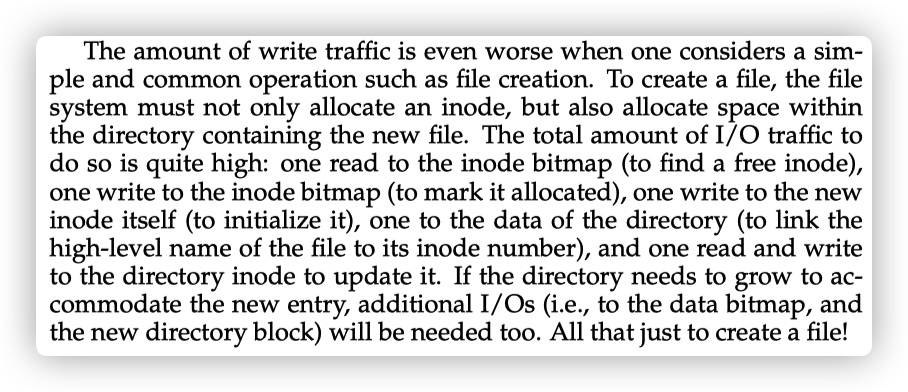 The amount of write traffic is even worse when one considers a sim-
ple and common operation such as file creation. To create a file, the file
system must not only allocate an inode, but also allocate space within
the directory containing the new file. The total amount of I/O traffic to
do so is quite high: one read to the inode bitmap (to find a free inode),
one write to the inode bitmap (to mark it allocated), one write to the new
inode itself (to initialize it), one to the data of the directory (to link the
high-level name of the file to its inode number), and one read and write
to the directory inode to update it. If the directory needs to grow to ac-
commodate the new entry, additional I/Os (i.e., to the data bitmap, and
the new directory block) will be needed too. All that just to create a file!